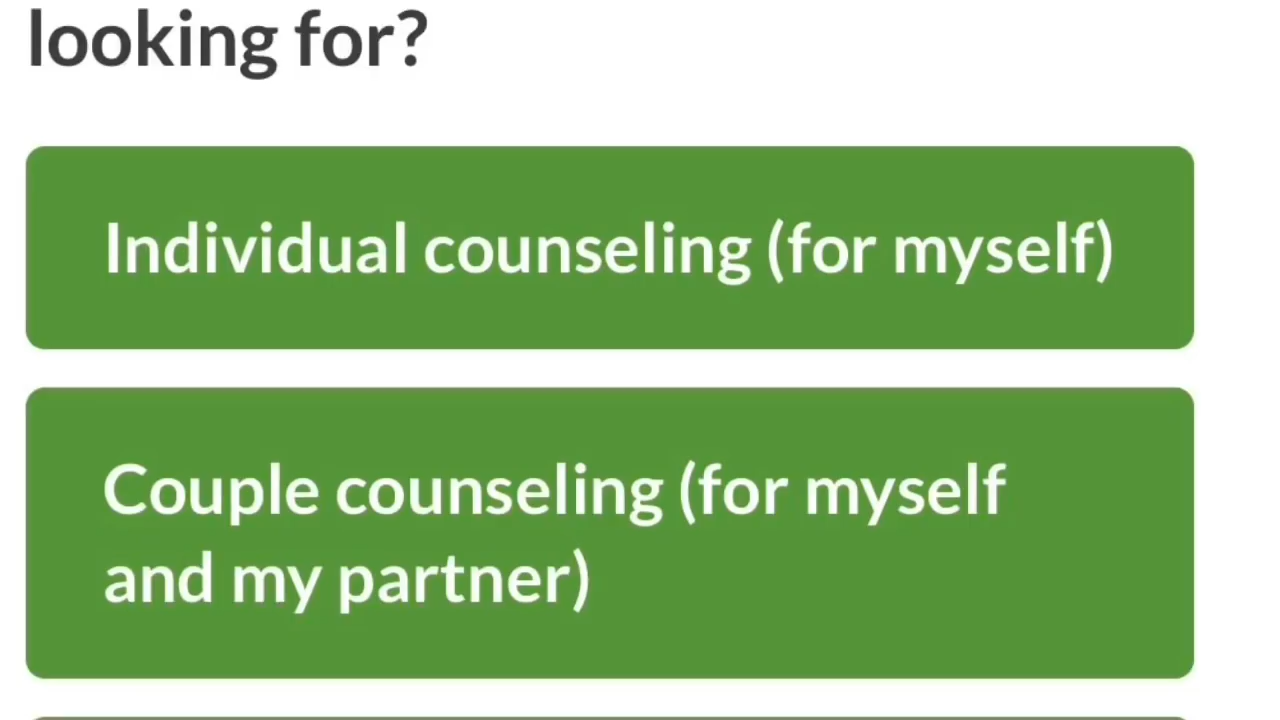 looking for?
Individual counseling (for myself)
Couple counseling (for myself
and my partner)